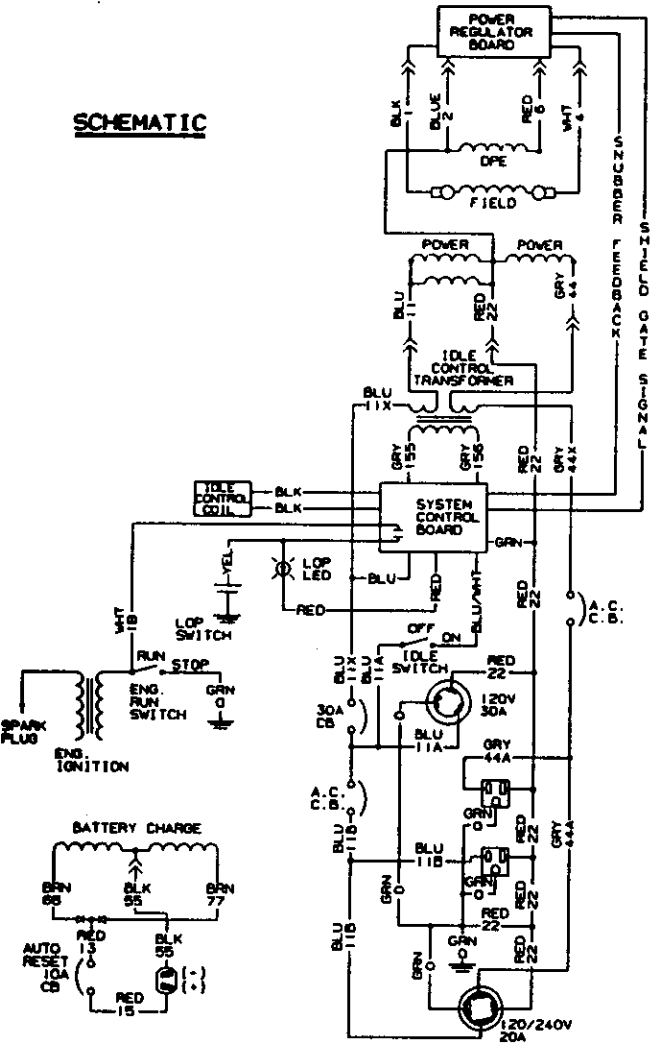 POWER
REGULATOR
BOARD
SCHEMATIC
BLK
1
BLUE
2
RED
6
WHT
4
DPE
FIELD
SNUBBER FEEDBACK
SHIELD GATE SIGNAL
POWER
POWER
BLU
11
RED
22
GRY
44
IDLE
CONTROL
TRANSFORMER
BLU
11X
GRY
155
GRY
156
RED
22
GRY
44X
IDLE
CONTROL
COIL
BLK
BLK
SYSTEM
CONTROL
BOARD
GRN
YEL
LOP
LED
BLU
RED
BLU/WHT
RED
22
A.C.
C.B.
RED
WHT
18
LOP
SWITCH
OFF
ON
IDLE
SWITCH
RUN
STOP
ENG.
RUN
SWITCH
GRN
0
BLU
11X
BLU
11A
RED
22
120V
30A
SPARK
PLUG
ENG.
IGNITION
30A
CB
BLU
11A
GRY
44A
A.C.
C.B.
GRN
0
BLU
11B
RED
22
GRY
44A
BATTERY CHARGE
BLU
11B
GRN
0
BRN
66
BLK
55
BRN
77
GRN
0
RED
22
RED
22
RED
13
BLK
55
BLU
11B
GRN
RED
22
AUTO
RESET
10A
CB
(-)
(+)
GRN
0
RED
15
120/240V
20A